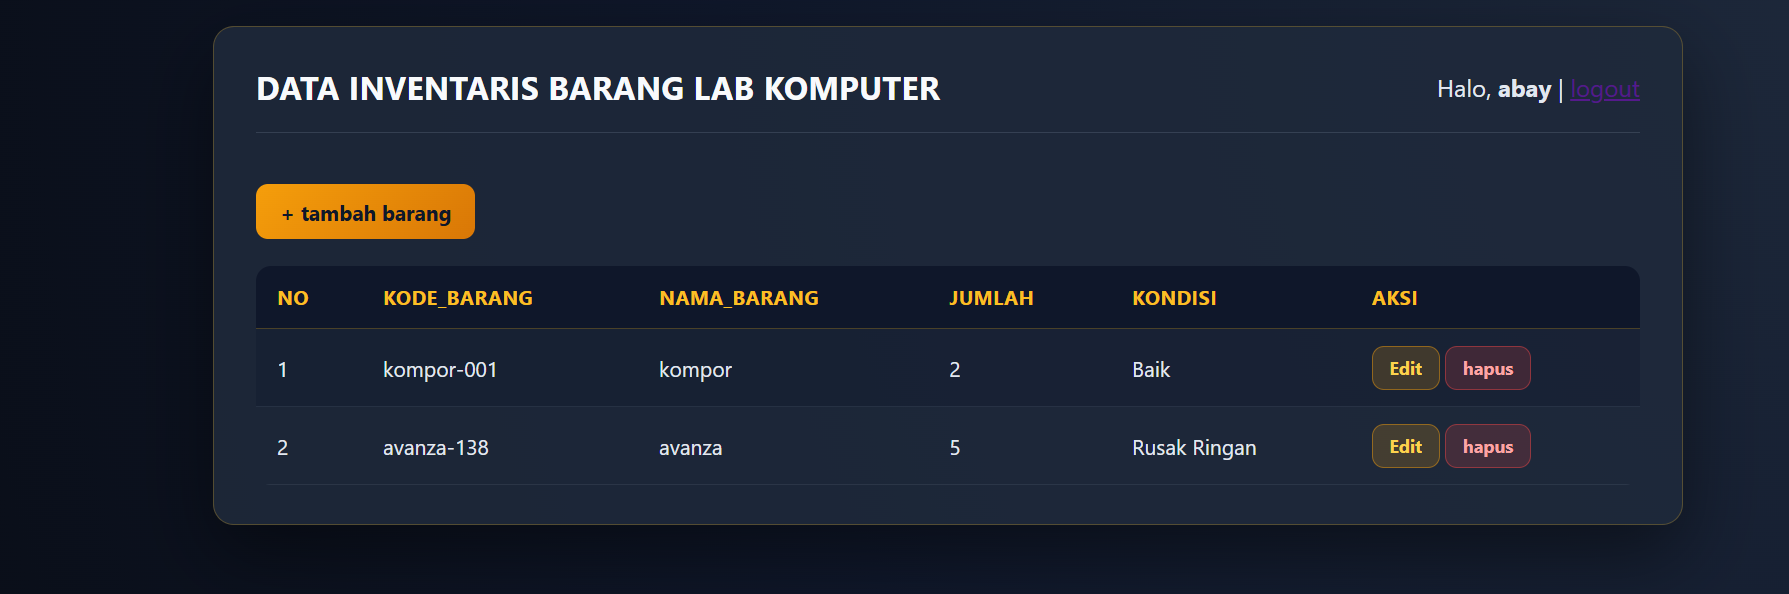 DATA INVENTARIS BARANG LAB KOMPUTER
Halo, abay | logout
+ tambah barang
NO KODE_BARANG NAMA_BARANG JUMLAH KONDISI AKSI
1 kompor-001 kompor 2 Baik Edit hapus
2 avanza-138 avanza 5 Rusak Ringan Edit hapus